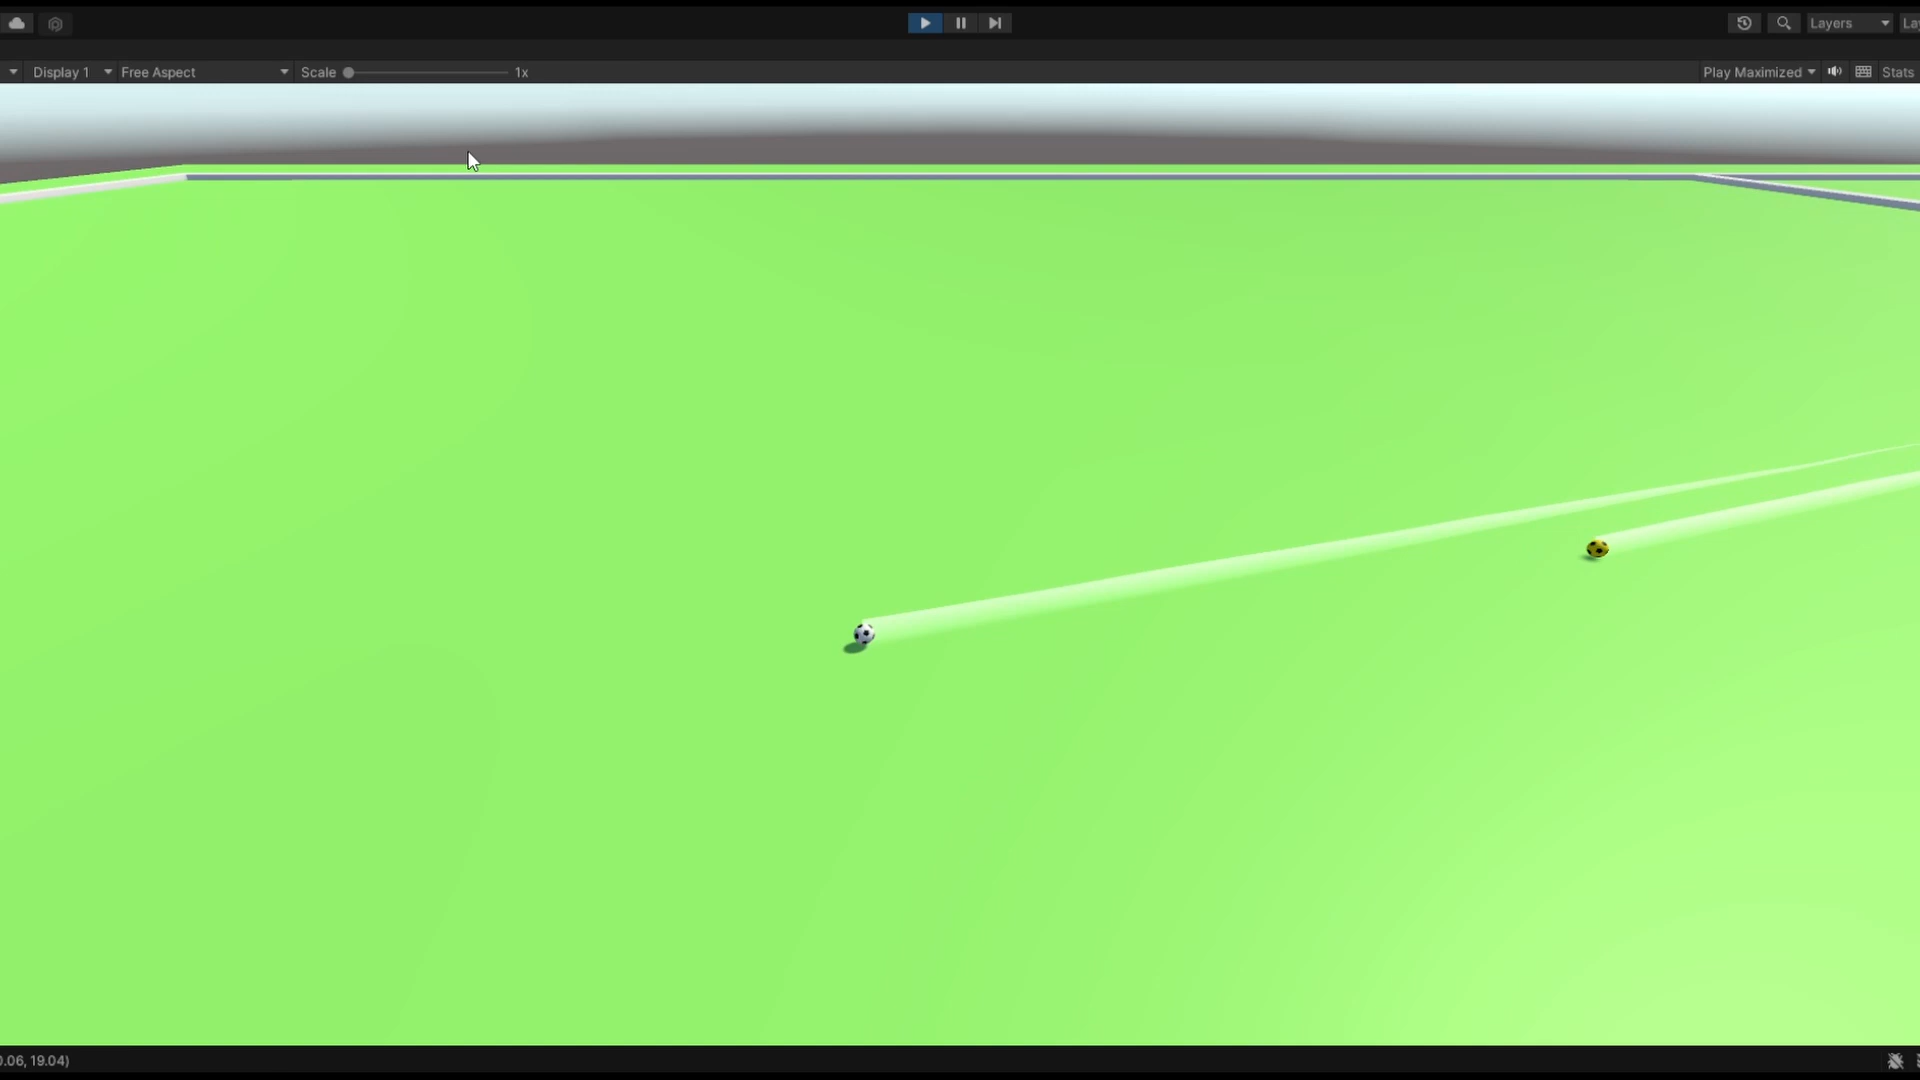 Layers
Display 1 Free Aspect Scale 1x Play Maximized Stats
.06, 19.04)